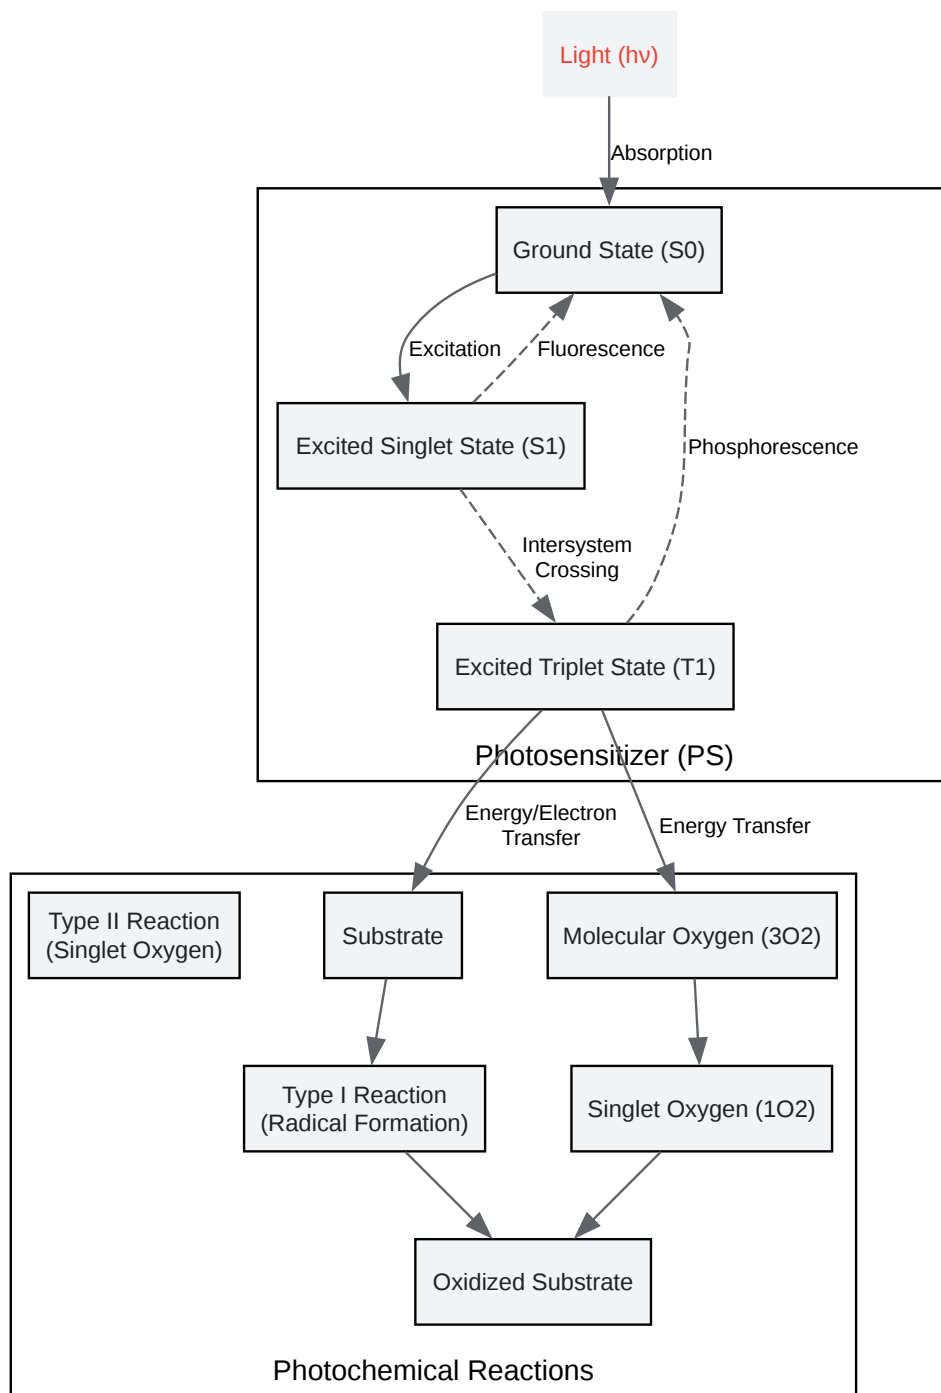 Light (hν)
Absorption
Ground State (S0)
Excitation
Fluorescence
Excited Singlet State (S1)
Phosphorescence
Intersystem
Crossing
Excited Triplet State (T1)
Photosensitizer (PS)
Energy/Electron
Transfer
Energy Transfer
Type II Reaction
(Singlet Oxygen)
Substrate
Molecular Oxygen (3O2)
Type I Reaction
(Radical Formation)
Singlet Oxygen (1O2)
Oxidized Substrate
Photochemical Reactions